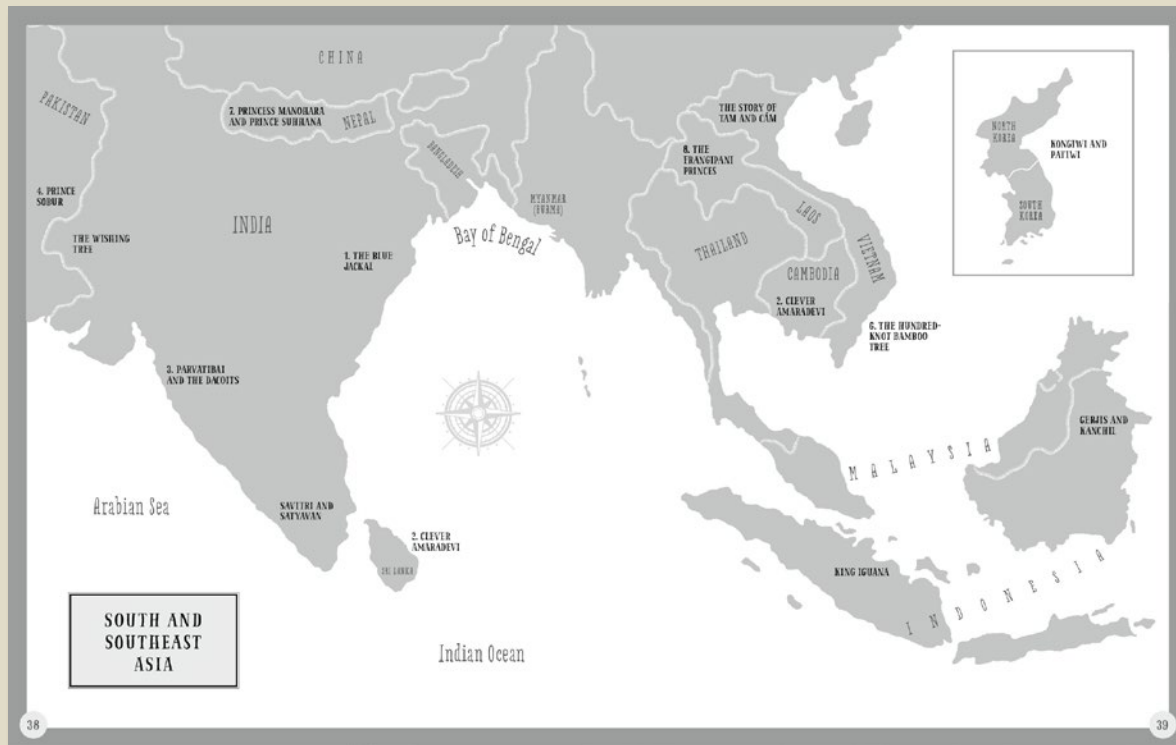 CHINA
PAKISTAN
7. PRINCESS MANOHARA
AND PRINCE SUDHANA
NEPAL
BANGLADESH
THE STORY OF
TAM AND CÁM
8. THE
FRANGIPANI
PRINCES
NORTH
KOREA
KONGIWI AND
PATIWI
SOUTH
KOREA
4. PRINCE
SOBUR
INDIA
THE WISHING
TREE
1. THE BLUE
JACKAL
Bay of Bengal
MYANMAR
(BURMA)
THAILAND
LAOS
VIETNAM
CAMBODIA
2. CLEVER
AMARADEVI
6. THE HUNDRED-
KNOT BAMBOO
TREE
3. PARVATIBAI
AND THE DACOITS
GERJIS AND
KANCHIL
MALAYSIA
Arabian Sea
SAVITRI AND
SATYAVAN
2. CLEVER
AMARADEVI
SRI LANKA
KING IGUANA
INDONESIA
SOUTH AND
SOUTHEAST
ASIA
Indian Ocean
38
39